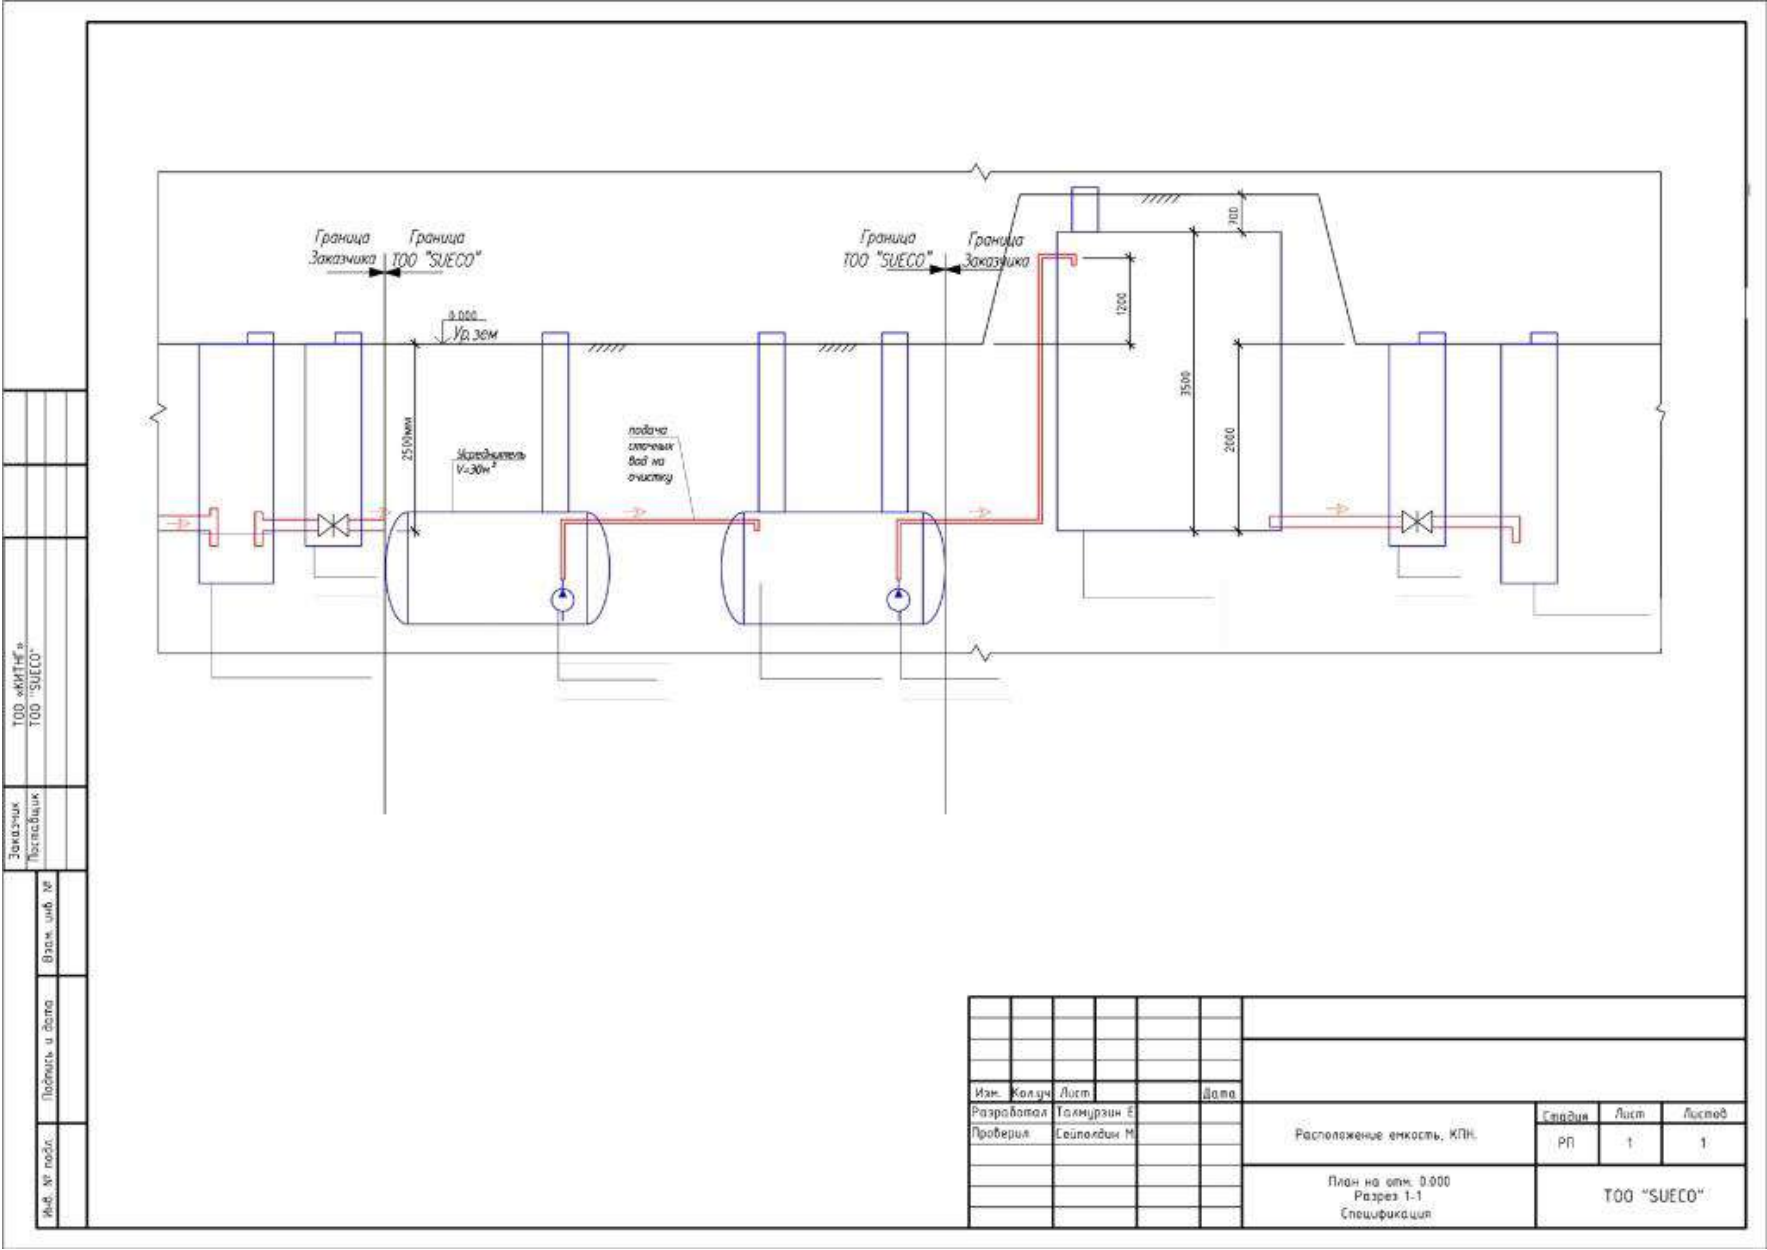 Граница
Заказчика
Граница
ТОО "SUECO"
Граница
ТОО "SUECO"
Граница
Заказчика
0.000
Ур. зем
2500мм
Усреднитель
V=30м³
подача
сточных
вод на
очистку
700
1200
3500
2000
Заказчик
ТОО «КИТНГ»
Поставщик
ТОО "SUECO"
Взам. инв. №
Подпись и дата
Инв. № подл.
Изм.
Кол.уч
Лист
Дата
Разработал
Талмурзин Е
Проверил
Сейполдин М
Расположение емкость, КПН.
Стадия
Лист
Листов
РП
1
1
План на отм. 0.000
Разрез 1-1
Спецификация
ТОО "SUECO"